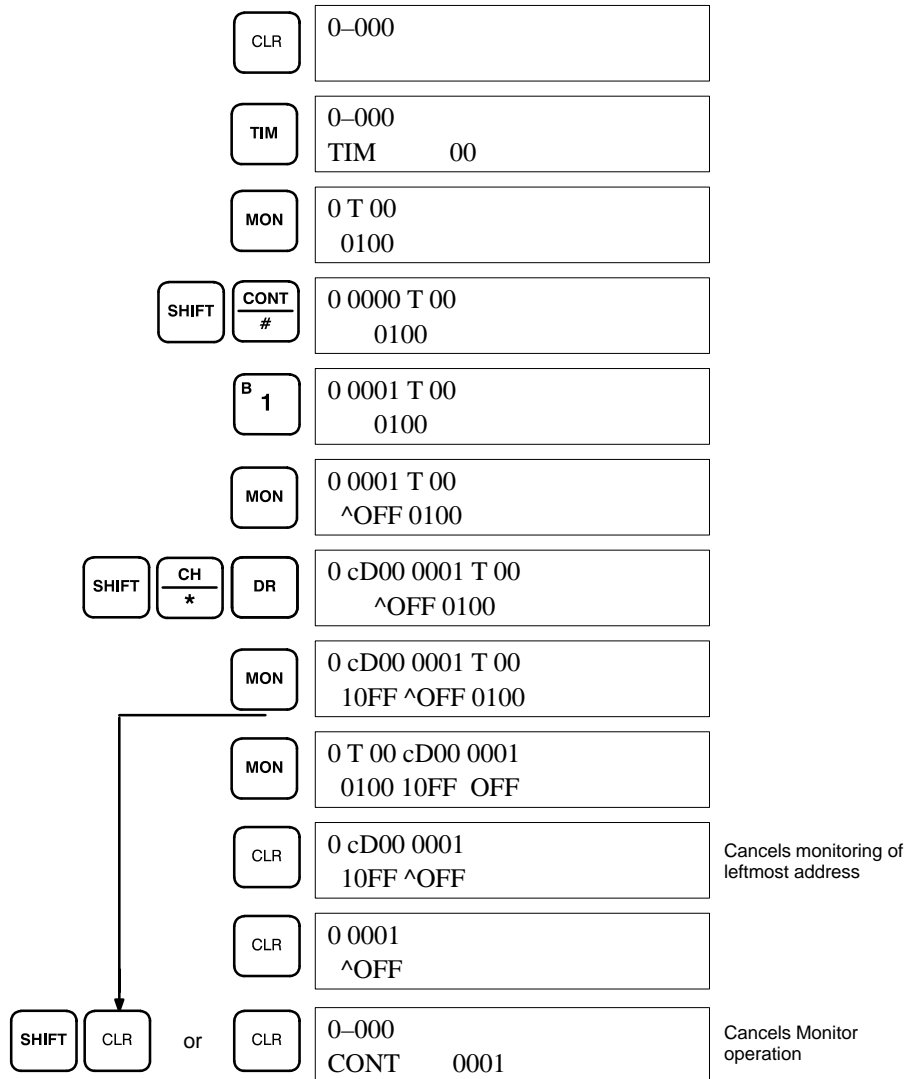 CLR
0–000
TIM
0–000
TIM 00
MON
0 T 00
0100
SHIFT CONT
#
0 0000 T 00
0100
B 1
0 0001 T 00
0100
MON
0 0001 T 00
^OFF 0100
SHIFT CH
*
DR
0 cD00 0001 T 00
^OFF 0100
MON
0 cD00 0001 T 00
10FF ^OFF 0100
MON
0 T 00 cD00 0001
0100 10FF OFF
CLR
0 cD00 0001
10FF ^OFF
Cancels monitoring of
leftmost address
CLR
0 0001
^OFF
SHIFT CLR or CLR
0–000
CONT 0001
Cancels Monitor
operation